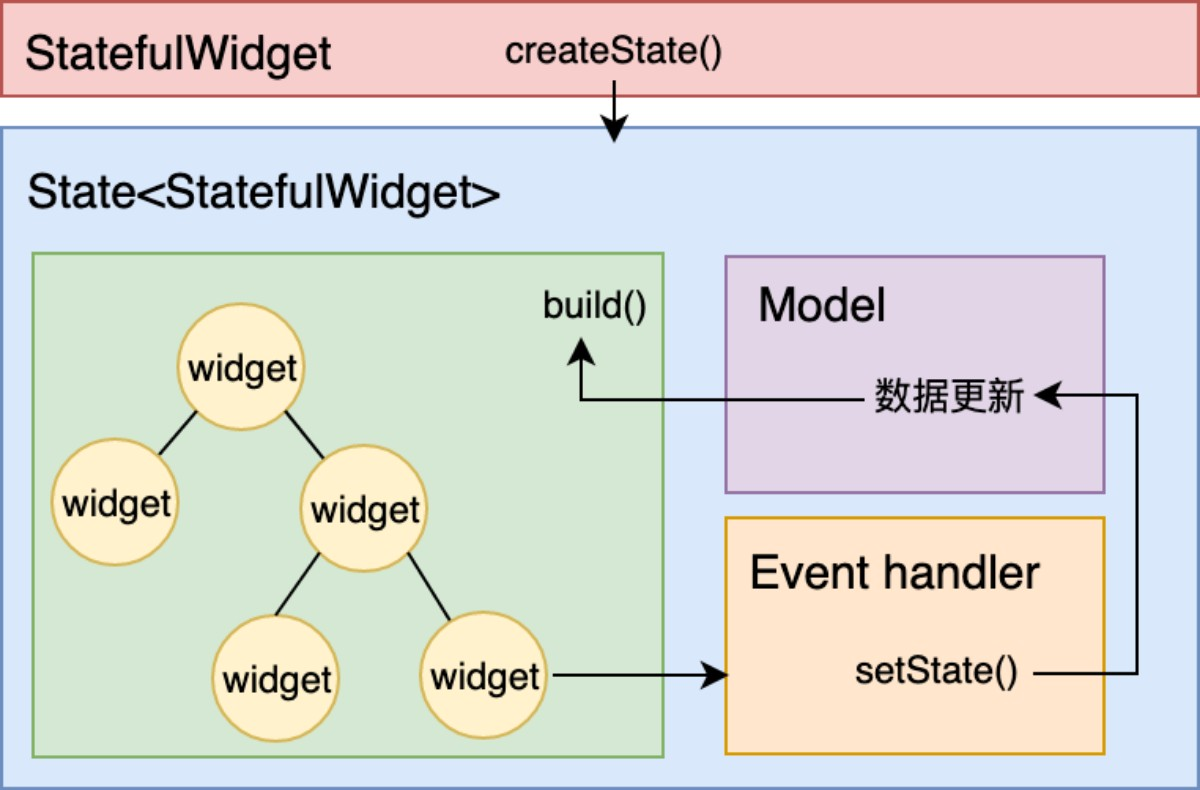 StatefulWidget createState()
State<StatefulWidget>
build()
Model
widget
数据更新
widget
widget
Event handler
widget
widget
setState()